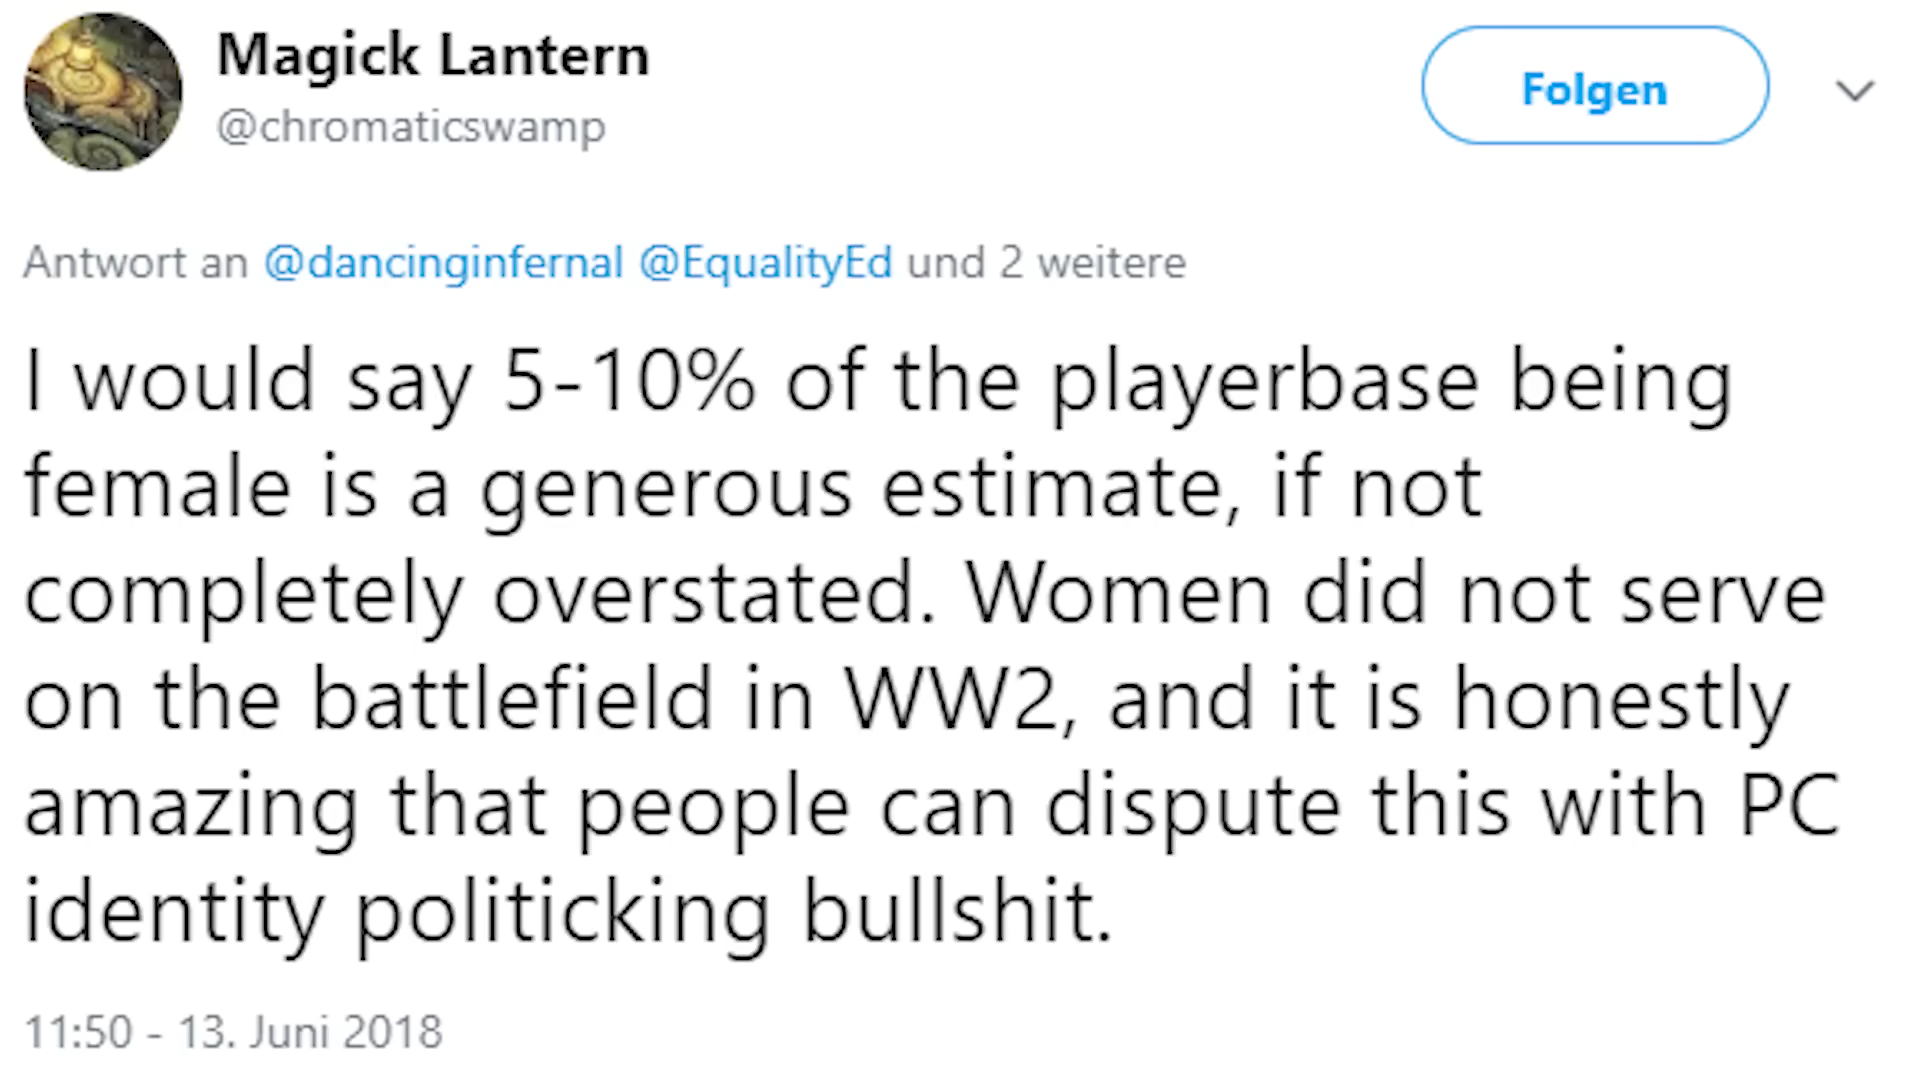 Magick Lantern
@chromaticswamp
Folgen
Antwort an @dancinginfernal @EqualityEd und 2 weitere
I would say 5-10% of the playerbase being
female is a generous estimate, if not
completely overstated. Women did not serve
on the battlefield in WW2, and it is honestly
amazing that people can dispute this with PC
identity politicking bullshit.
11:50 - 13. Juni 2018